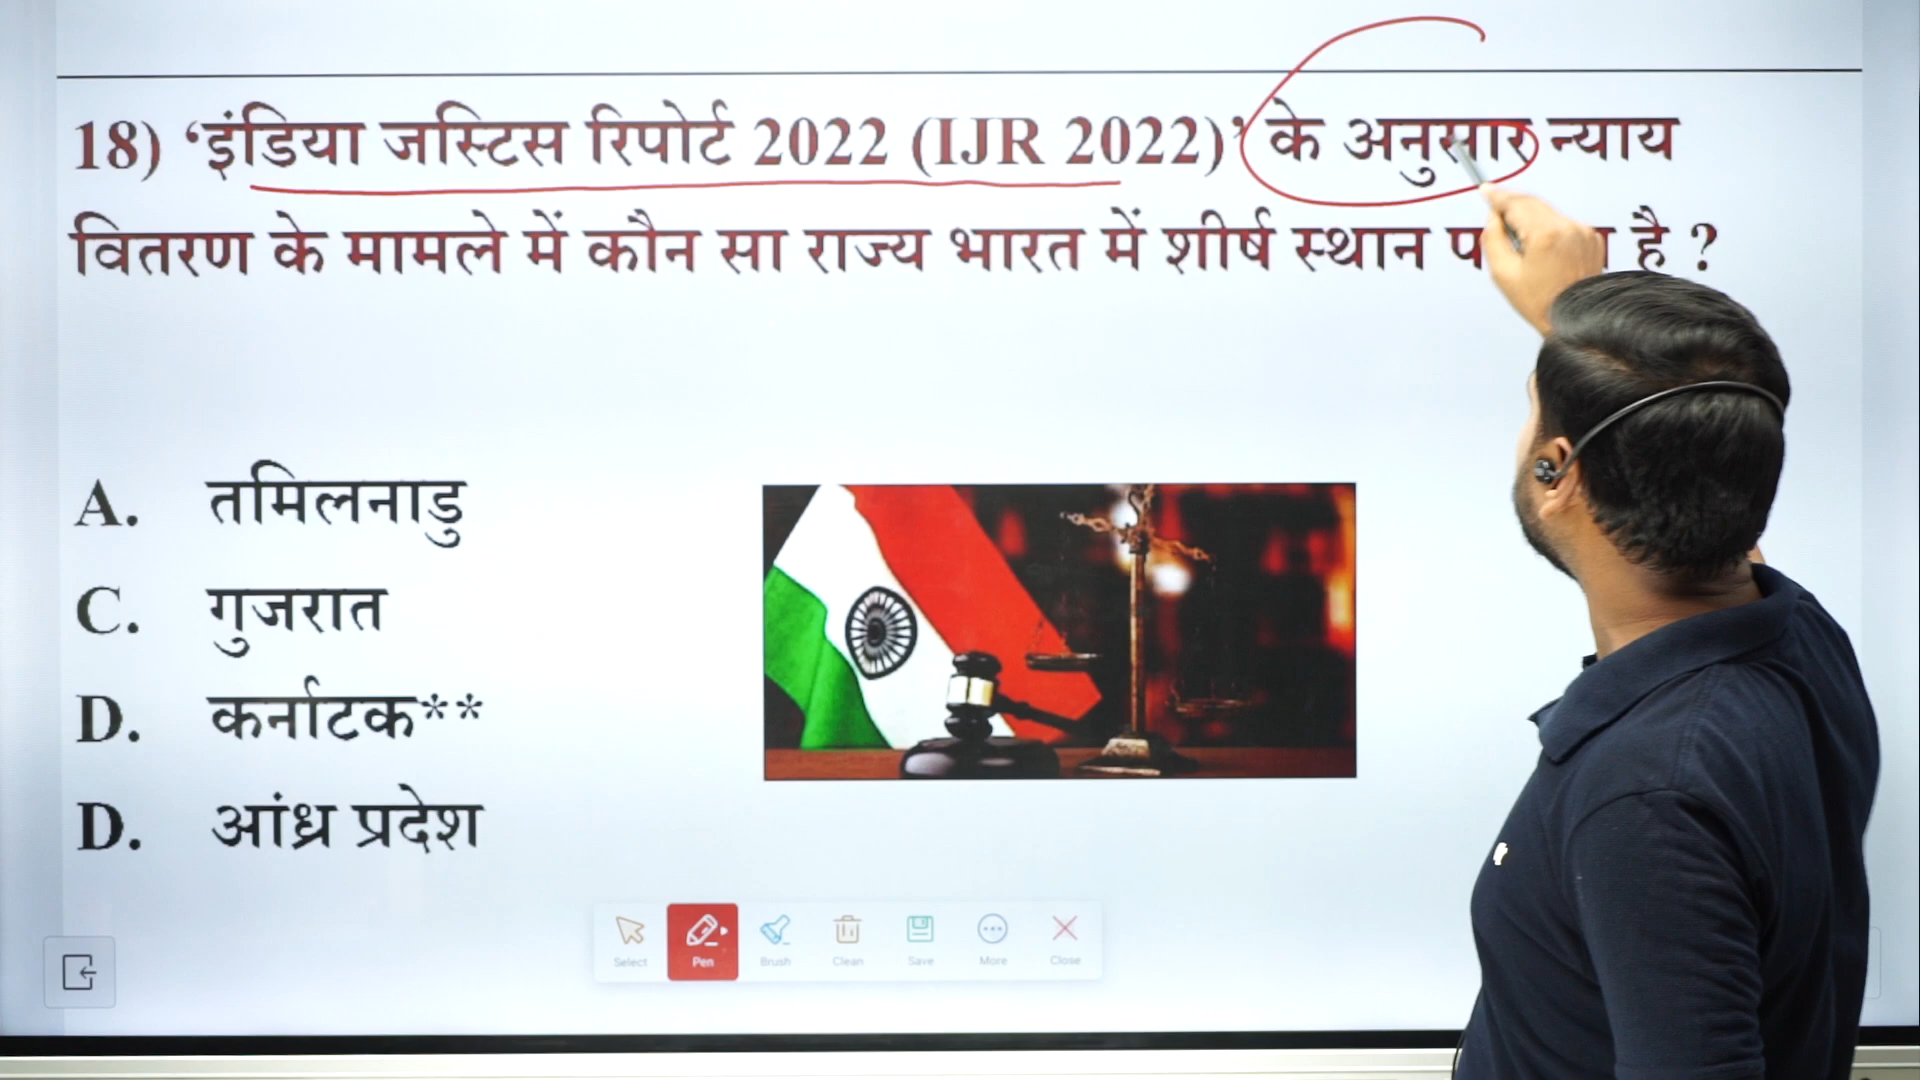 18) ‘इंडिया जस्टिस रिपोर्ट 2022 (IJR 2022)’ के अनुसार न्याय
वितरण के मामले में कौन सा राज्य भारत में शीर्ष स्थान है ?
A. तमिलनाडु
C. गुजरात
D. कर्नाटक**
D. आंध्र प्रदेश
Select Pen Brush Clean Save More Close